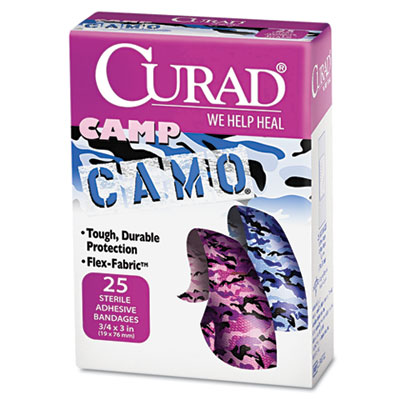 CURAD®
WE HELP HEAL
CAMP
CAMO®
• Tough, Durable
Protection
• Flex-Fabric™
25
STERILE
ADHESIVE
BANDAGES
3/4 x 3 in
(19 x 76 mm)